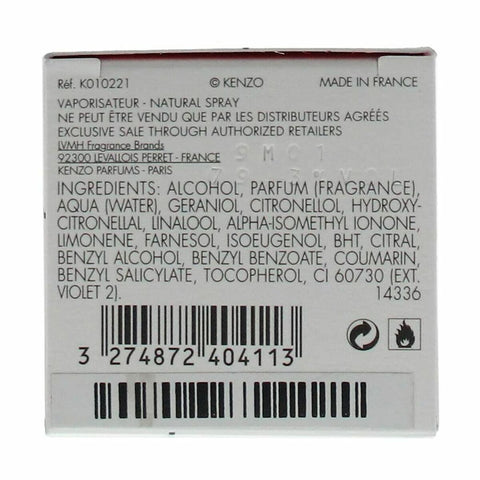 Réf. K010221 © KENZO MADE IN FRANCE
VAPORISATEUR - NATURAL SPRAY
NE PEUT ÊTRE VENDU QUE PAR LES DISTRIBUTEURS AGRÉÉS
EXCLUSIVE SALE THROUGH AUTHORIZED RETAILERS
LVMH Fragrance Brands
92300 LEVALLOIS PERRET - FRANCE
KENZO PARFUMS - PARIS
INGREDIENTS: ALCOHOL, PARFUM (FRAGRANCE),
AQUA (WATER), GERANIOL, CITRONELLOL, HYDROXY-
CITRONELLAL, LINALOOL, ALPHA-ISOMETHYL IONONE,
LIMONENE, FARNESOL, ISOEUGENOL, BHT, CITRAL,
BENZYL ALCOHOL, BENZYL BENZOATE, COUMARIN,
BENZYL SALICYLATE, TOCOPHEROL, CI 60730 (EXT.
VIOLET 2). 14336
3 274872 404113